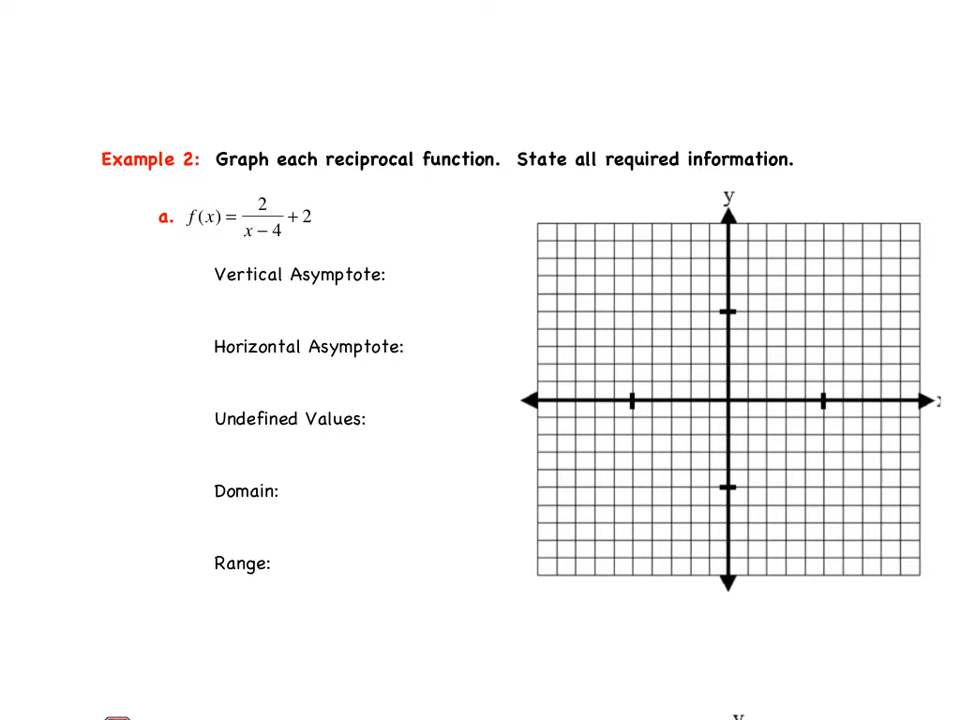 Example 2: Graph each reciprocal function. State all required information.
y
a. f(x) = 2/(x − 4) + 2
Vertical Asymptote:
Horizontal Asymptote:
x
Undefined Values:
Domain:
Range:
y